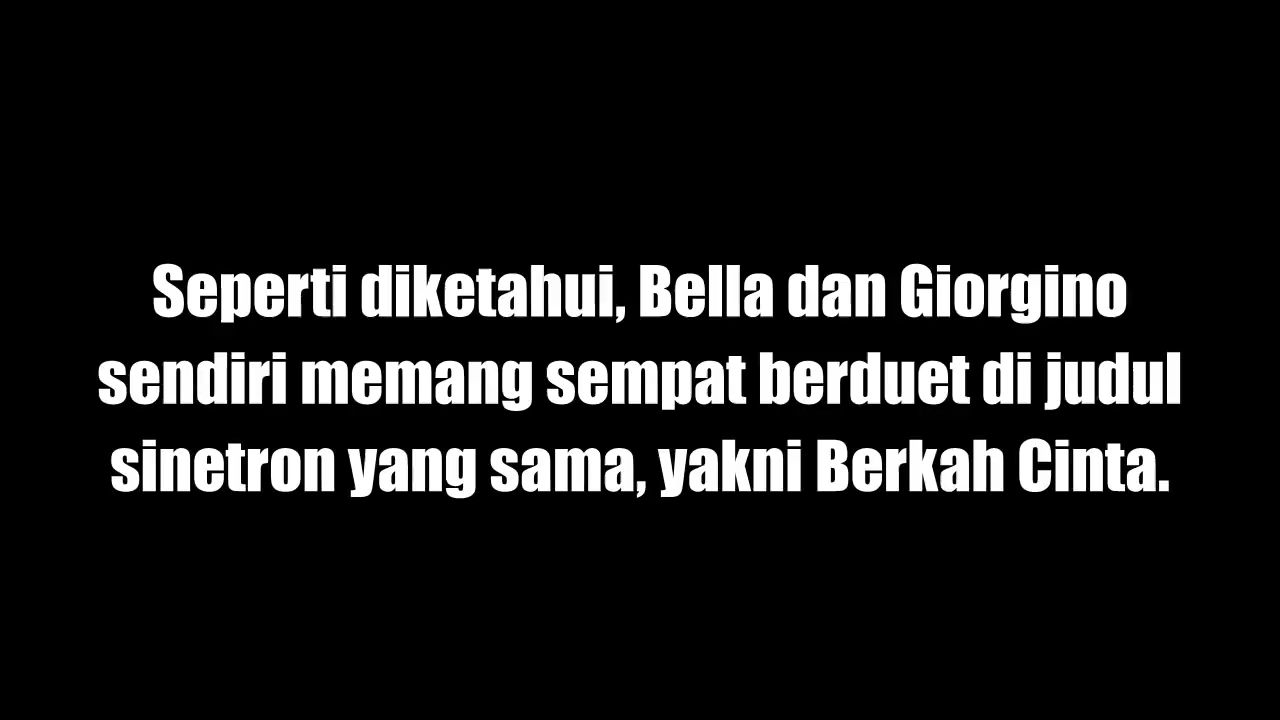 Seperti diketahui, Bella dan Giorgino
sendiri memang sempat berduet di judul
sinetron yang sama, yakni Berkah Cinta.